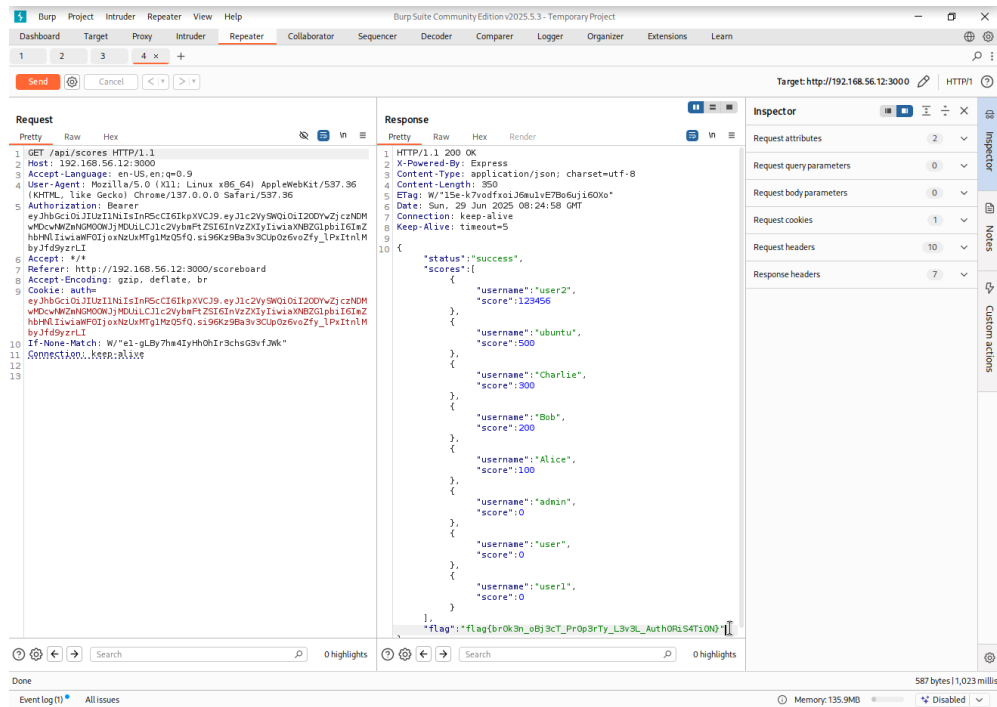 Burp Project Intruder Repeater View Help Burp Suite Community Edition v2025.5.3 - Temporary Project
Dashboard Target Proxy Intruder Repeater Collaborator Sequencer Decoder Comparer Logger Organizer Extensions Learn
1 2 3 4 × +
Send Cancel < > Target: http://192.168.56.12:3000 HTTP/1
Request
Pretty Raw Hex \n
1 GET /api/scores HTTP/1.1
2 Host: 192.168.56.12:3000
3 Accept-Language: en-US,en;q=0.9
4 User-Agent: Mozilla/5.0 (X11; Linux x86_64) AppleWebKit/537.36
(KHTML, like Gecko) Chrome/137.0.0.0 Safari/537.36
5 Authorization: Bearer
6 Accept: */*
7 Referer: http://192.168.56.12:3000/scoreboard
8 Accept-Encoding: gzip, deflate, br
9 Cookie: auth=
10 If-None-Match: W/"e1-gLBy7hm4IyHhOhIr3chsG3vfJWk"
11 Connection: keep-alive
12
13
Response
Pretty Raw Hex Render \n
1 HTTP/1.1 200 OK
2 X-Powered-By: Express
3 Content-Type: application/json; charset=utf-8
4 Content-Length: 350
5 ETag: W/"15e-k7vodfxoiJ6mu1vE7Bo6uji6OXo"
6 Date: Sun, 29 Jun 2025 08:24:58 GMT
7 Connection: keep-alive
8 Keep-Alive: timeout=5
9
10 {
"status":"success",
"scores":[
{
"username":"user2",
"score":123456
},
{
"username":"ubuntu",
"score":500
},
{
"username":"Charlie",
"score":300
},
{
"username":"Bob",
"score":200
},
{
"username":"Alice",
"score":100
},
{
"username":"admin",
"score":0
},
{
"username":"user",
"score":0
},
{
"username":"user1",
"score":0
}
],
"flag":"flag{br0k3n_oBj3cT_Pr0p3rTy_L3v3L_Auth0RiS4TiON}"
Inspector
Request attributes 2
Request query parameters 0
Request body parameters 0
Request cookies 1
Request headers 10
Response headers 7
Inspector
Notes
Custom actions
Search 0 highlights
Search 0 highlights
Done 587 bytes | 1,023 millis
Event log (1) All issues Memory: 135.9MB Disabled